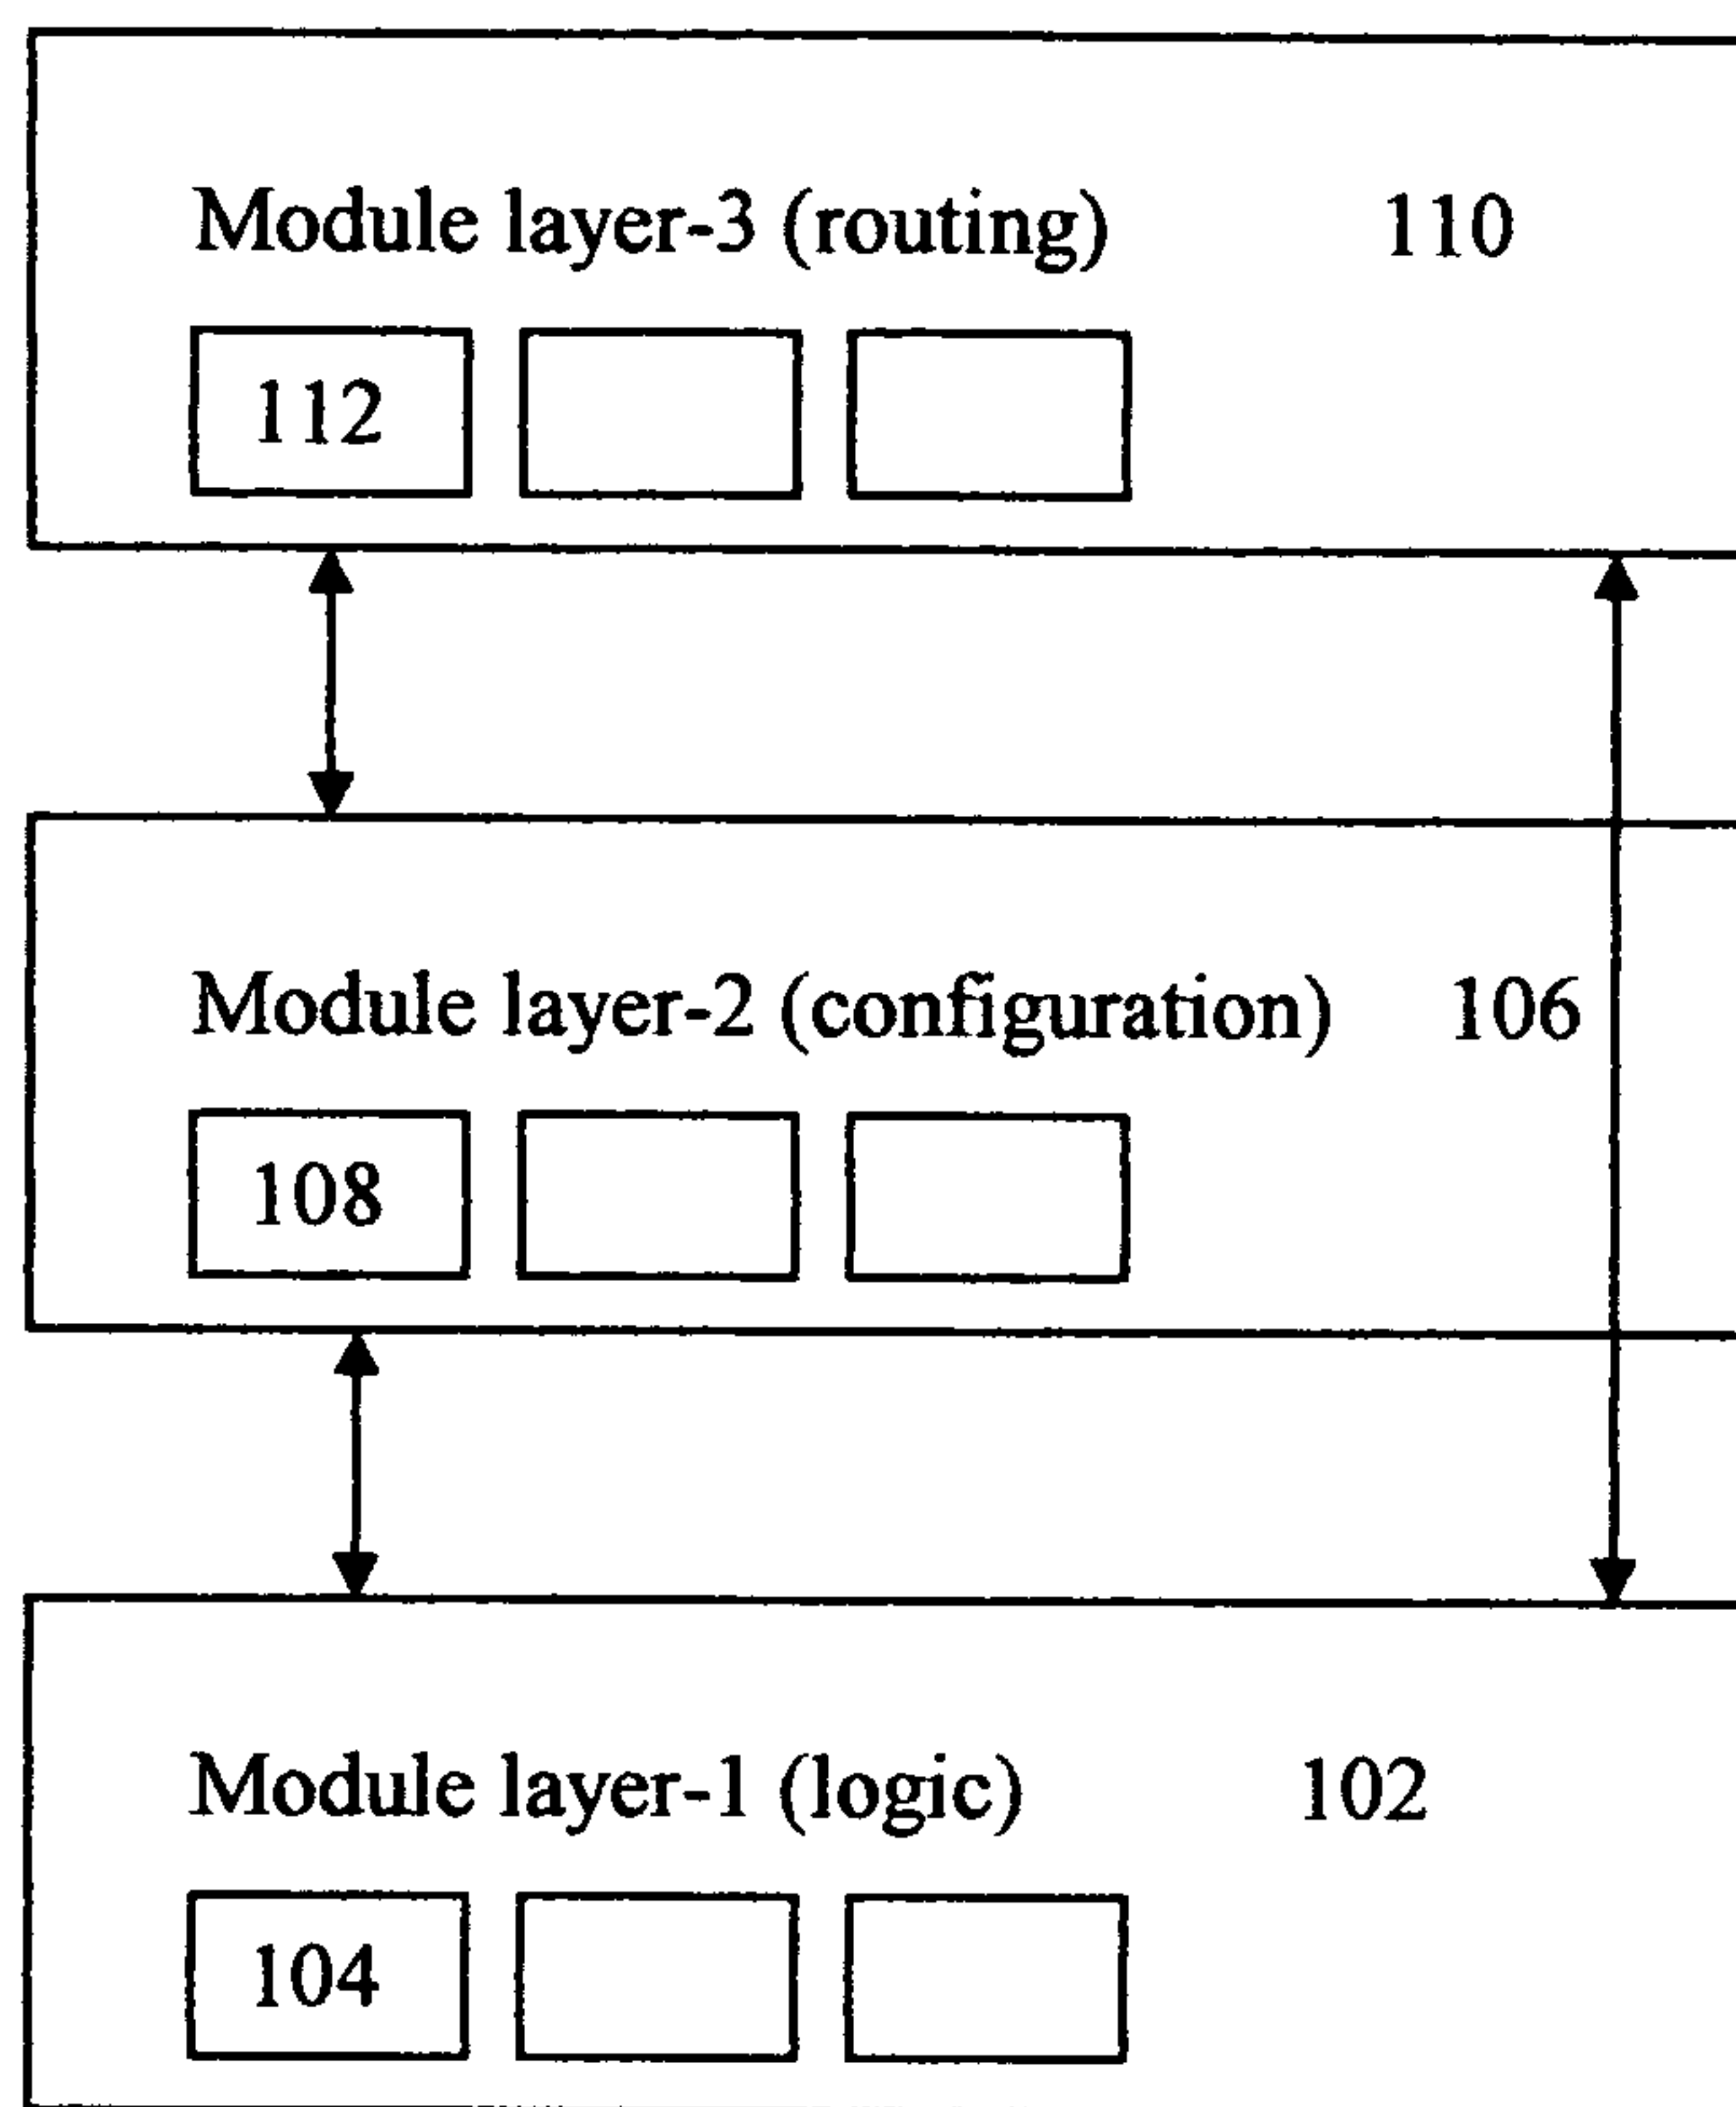 Module layer-3 (routing) 110
112
Module layer-2 (configuration) 106
108
Module layer-1 (logic) 102
104